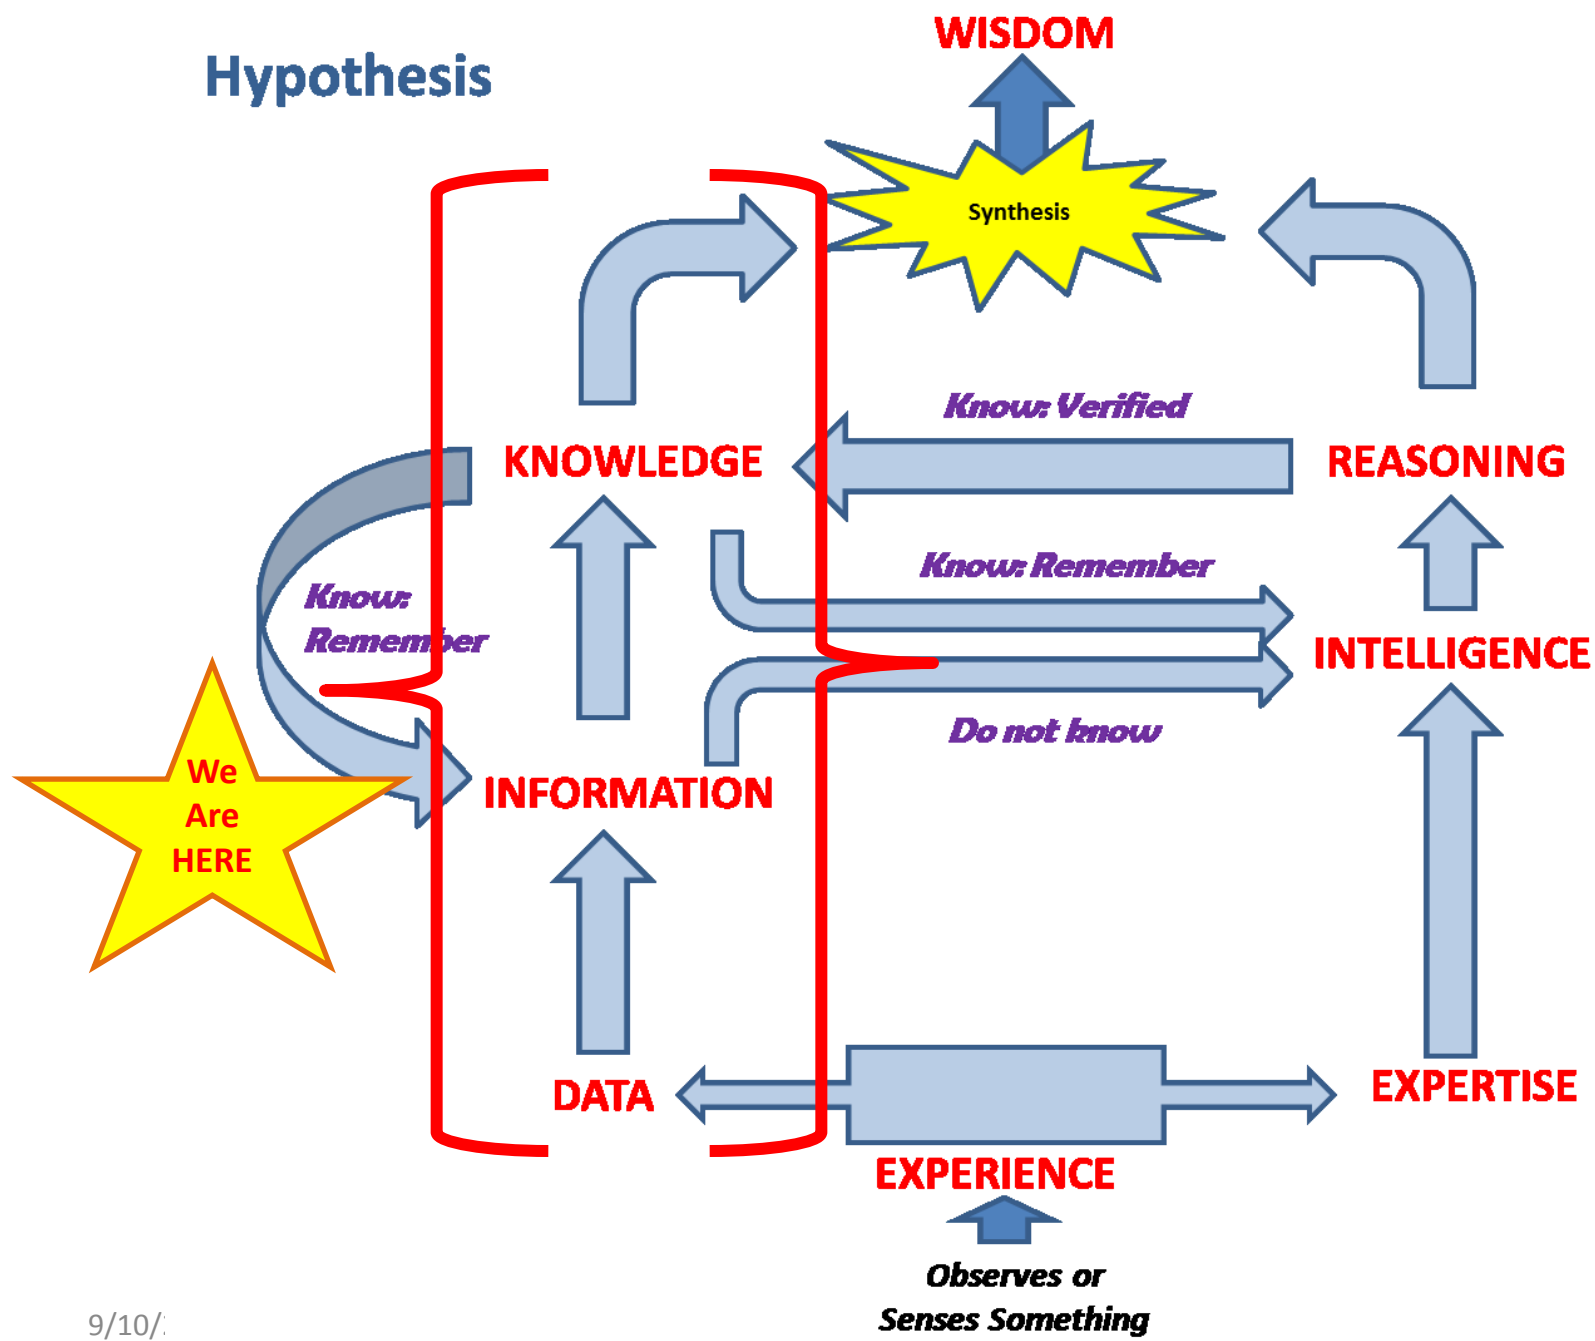 WISDOM
Hypothesis
Synthesis
Know: Verified
KNOWLEDGE
REASONING
Know: Remember
Know:
Remember
INTELLIGENCE
Do not know
We
Are
HERE
INFORMATION
DATA
EXPERTISE
EXPERIENCE
Observes or
Senses Something
9/10/